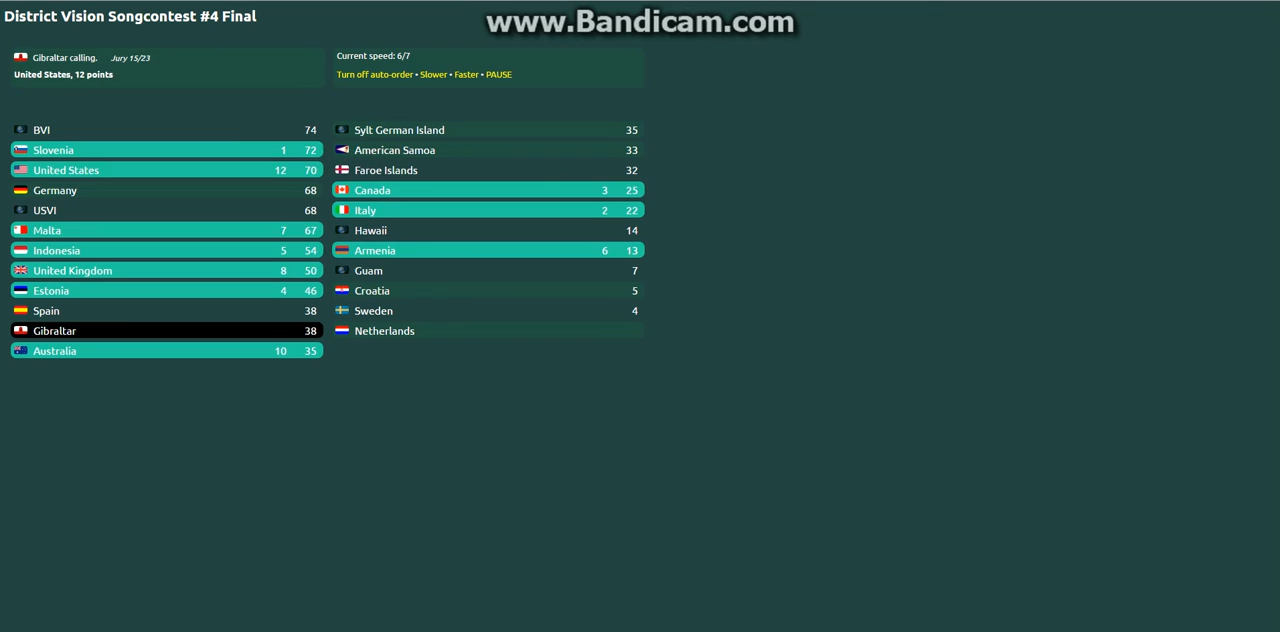 District Vision Songcontest #4 Final
www.Bandicam.com
Gibraltar calling. Jury 15/23
United States, 12 points
Current speed: 6/7
Turn off auto-order • Slower • Faster • PAUSE
BVI 74
Slovenia 1 72
United States 12 70
Germany 68
USVI 68
Malta 7 67
Indonesia 5 54
United Kingdom 8 50
Estonia 4 46
Spain 38
Gibraltar 38
Australia 10 35
Sylt German Island 35
American Samoa 33
Faroe Islands 32
Canada 3 25
Italy 2 22
Hawaii 14
Armenia 6 13
Guam 7
Croatia 5
Sweden 4
Netherlands